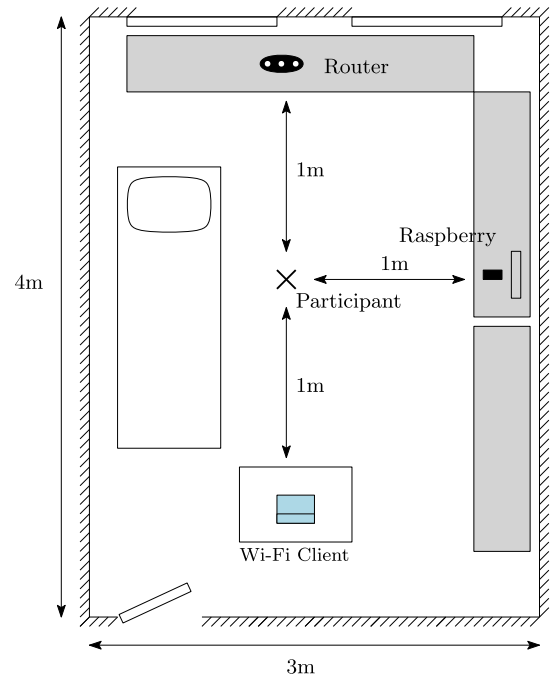 Router
1m
Raspberry
1m
4m
Participant
1m
Wi-Fi Client
3m